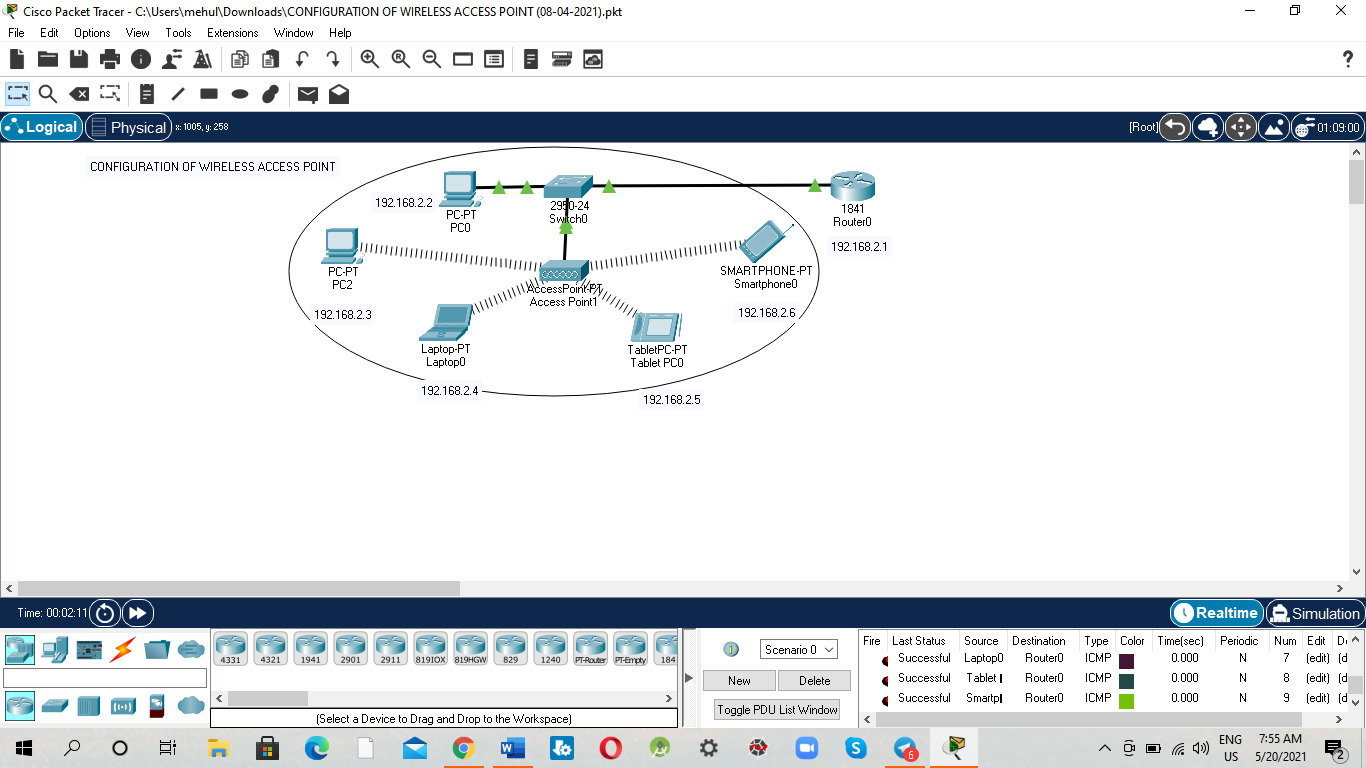 Cisco Packet Tracer - C:\Users\mehul\Downloads\CONFIGURATION OF WIRELESS ACCESS POINT (08-04-2021).pkt
File Edit Options View Tools Extensions Window Help
?
Logical Physical x: 1005, y: 258 [Root] 01:09:00
CONFIGURATION OF WIRELESS ACCESS POINT
192.168.2.2
PC-PT
PC0
2950-24
Switch0
1841
Router0
192.168.2.1
PC-PT
PC2
192.168.2.3
AccessPoint-PT
Access Point1
SMARTPHONE-PT
Smartphone0
192.168.2.6
Laptop-PT
Laptop0
192.168.2.4
TabletPC-PT
Tablet PC0
192.168.2.5
Time: 00:02:11 Realtime Simulation
4331 4321 1941 2901 2911 819IOX 819HGW 829 1240 PT-Router PT-Empty 184
(Select a Device to Drag and Drop to the Workspace)
Scenario 0
New Delete
Toggle PDU List Window
Fire Last Status Source Destination Type Color Time(sec) Periodic Num Edit De
Successful Laptop0 Router0 ICMP 0.000 N 7 (edit) (d
Successful Tablet Router0 ICMP 0.000 N 8 (edit) (d
Successful Smartpl Router0 ICMP 0.000 N 9 (edit) (d
ENG 7:55 AM
US 5/20/2021
6
2